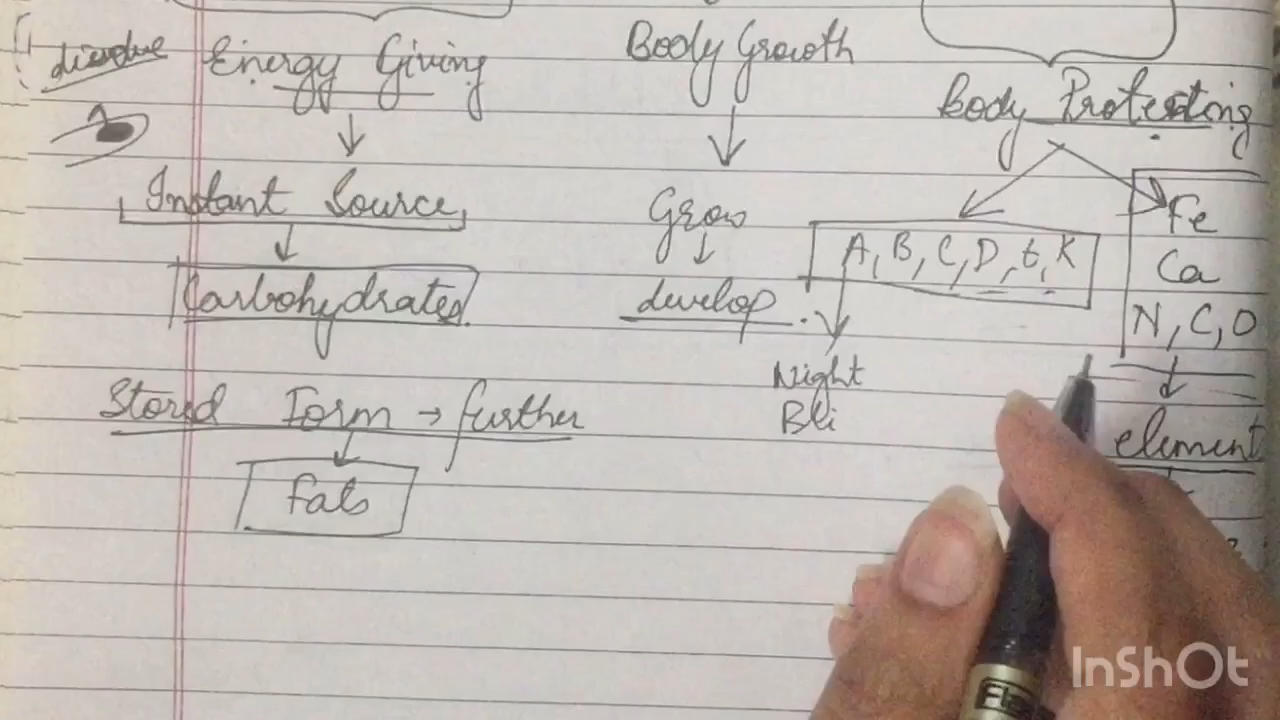 Energy Giving
Body Growth
Body Protecting
Instant Source
Grow
A, B, C, D, E, K
Fe
Ca
N, C, O
Carbohydrates
develop
Night
Bli
Stored Form → further
element
Fats
Fla
InShOt